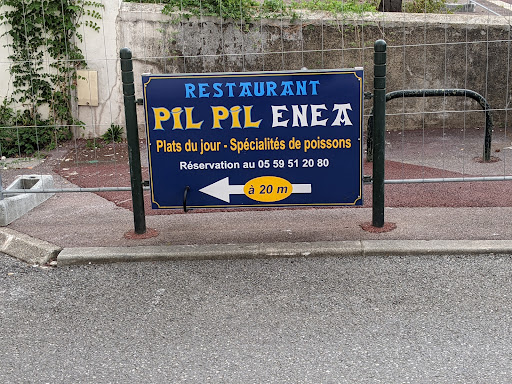 RESTAURANT
PIL PIL ENEA
Plats du jour - Spécialités de poissons
Réservation au 05 59 51 20 80
à 20 m